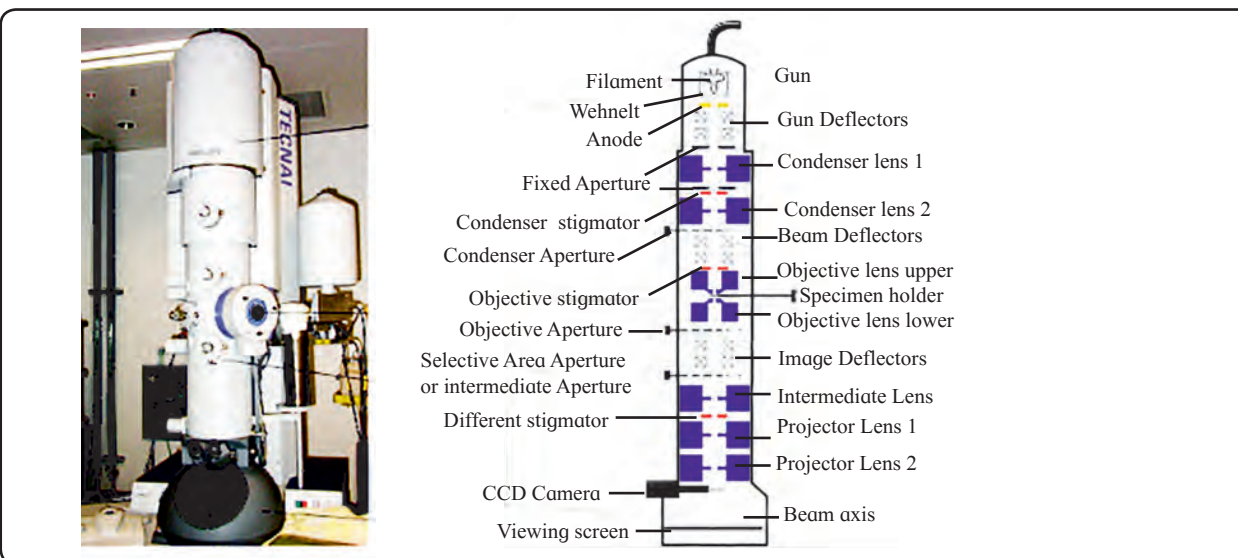 TECNAI
Filament
Wehnelt
Anode
Fixed Aperture
Condenser stigmator
Condenser Aperture
Objective stigmator
Objective Aperture
Selective Area Aperture
or intermediate Aperture
Different stigmator
CCD Camera
Viewing screen
Gun
Gun Deflectors
Condenser lens 1
Condenser lens 2
Beam Deflectors
Objective lens upper
Specimen holder
Objective lens lower
Image Deflectors
Intermediate Lens
Projector Lens 1
Projector Lens 2
Beam axis